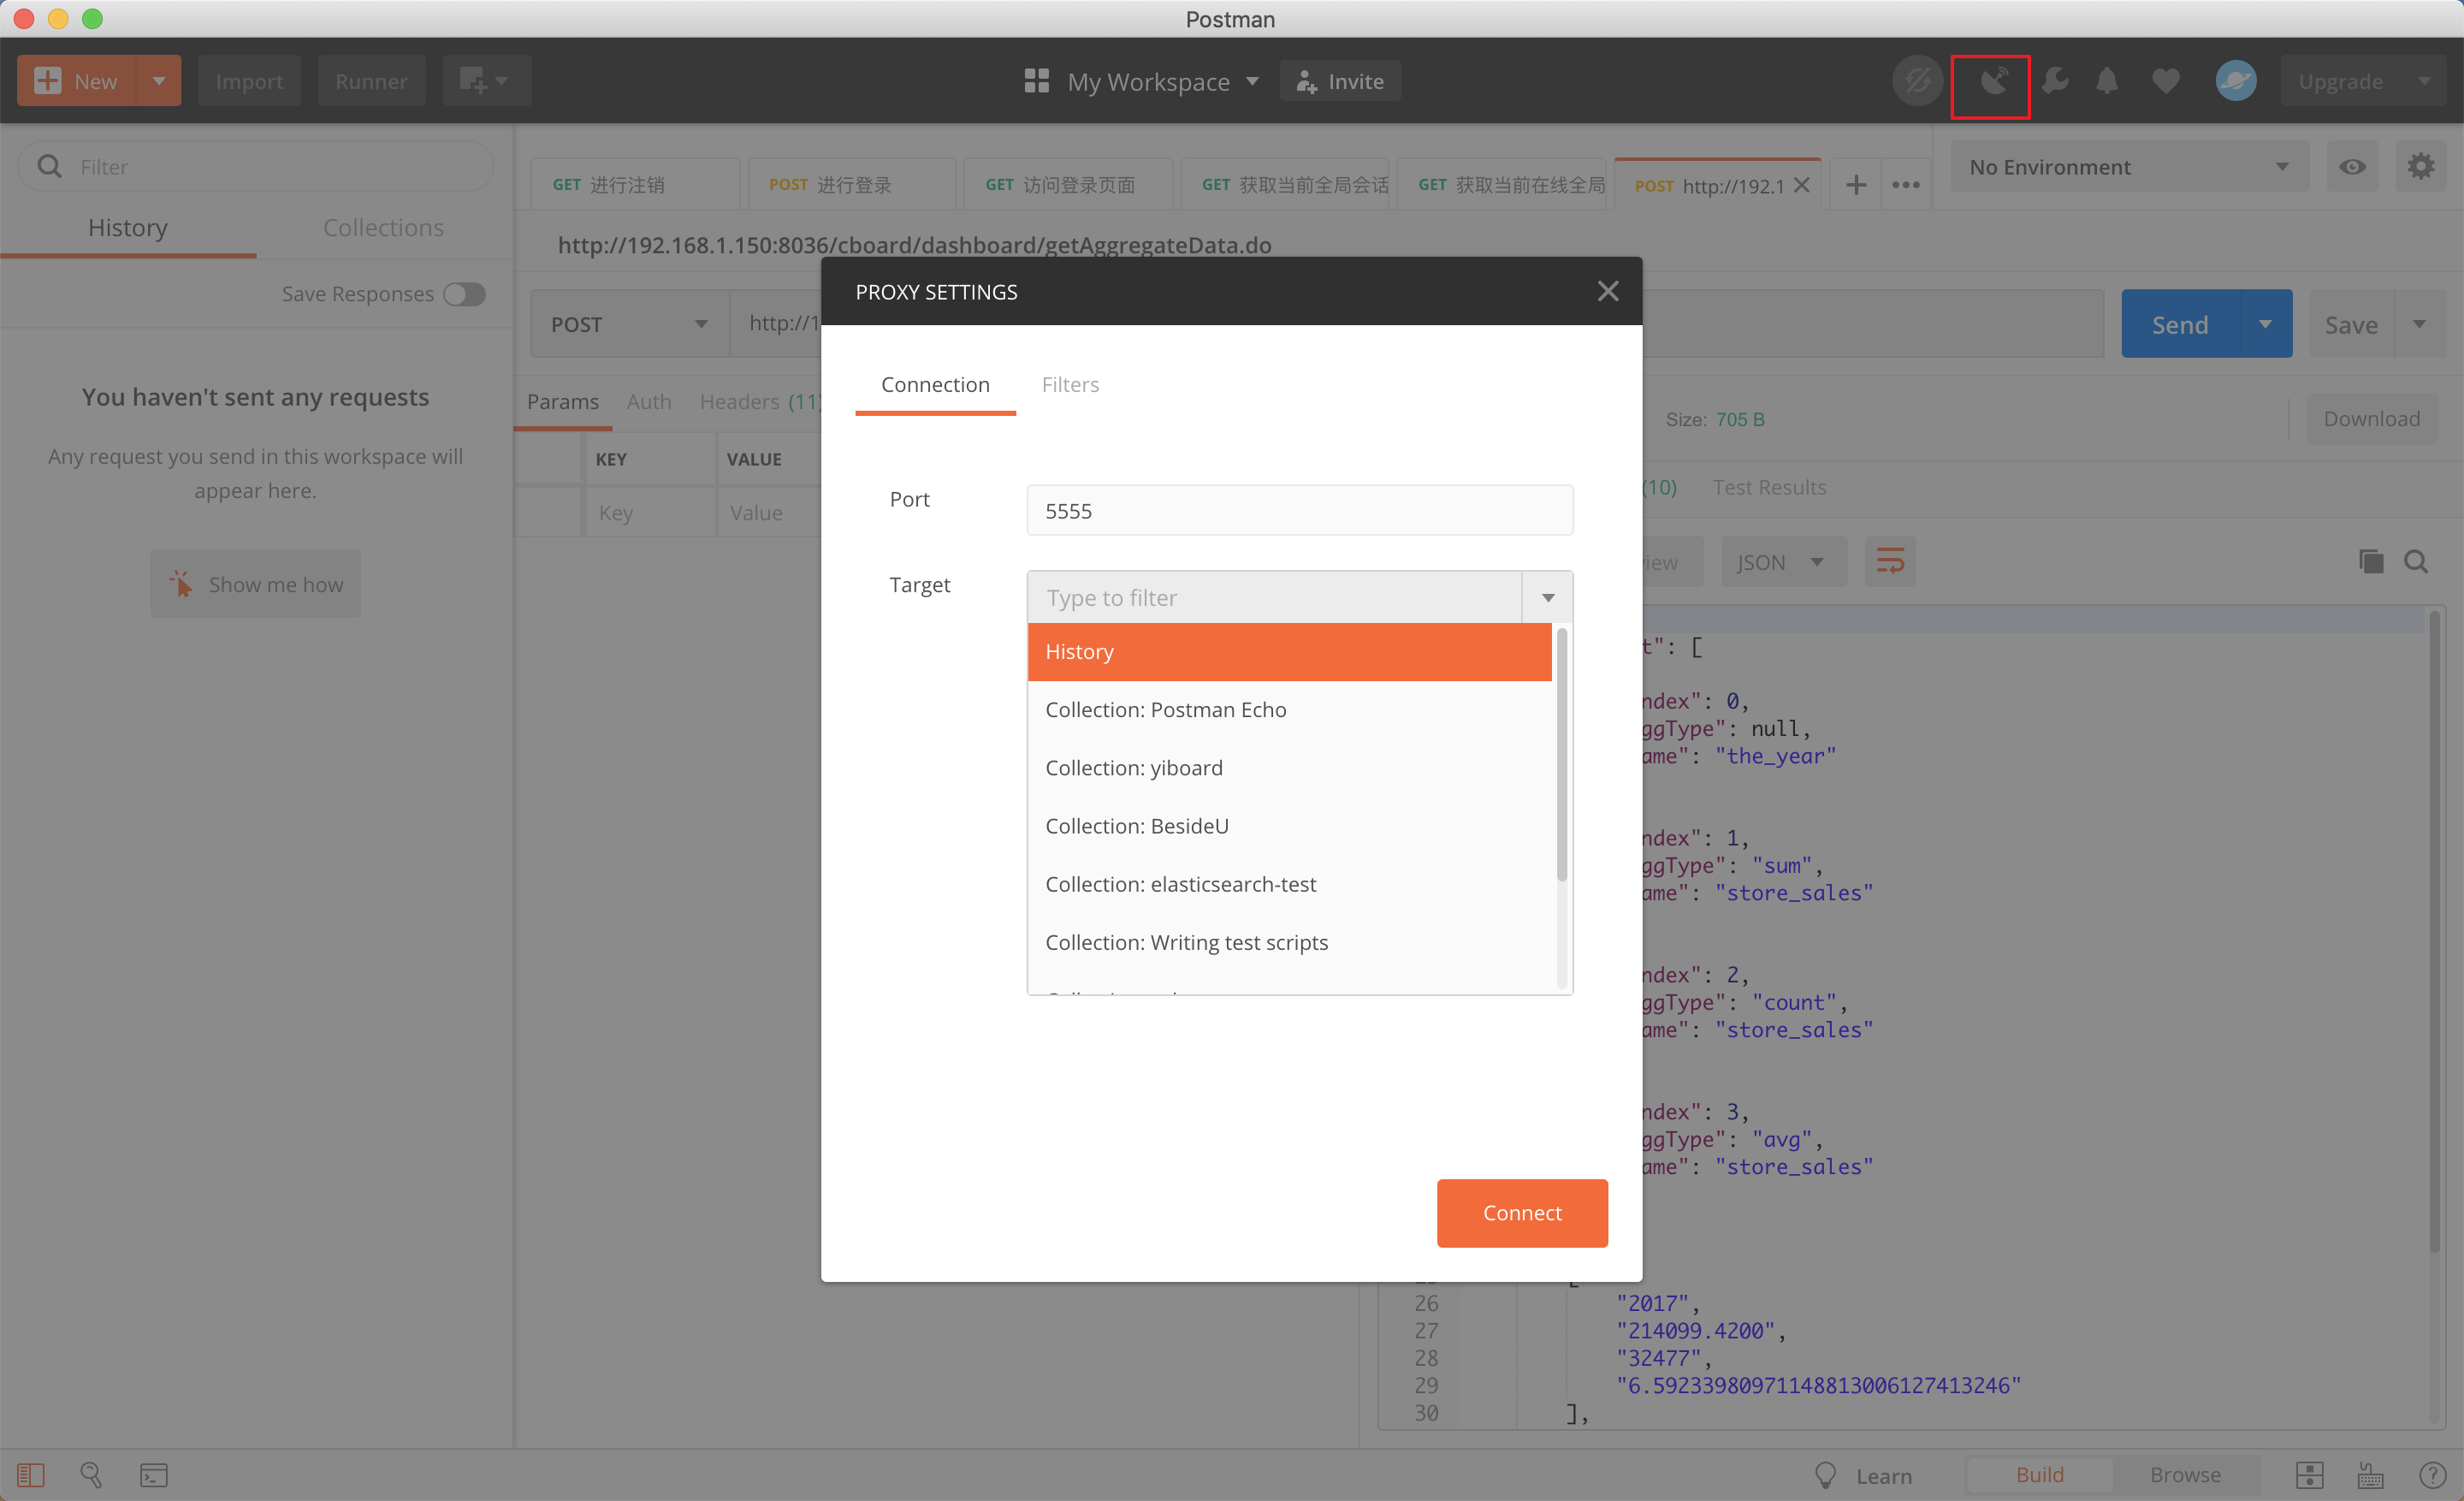 Postman
New
Import
Runner
My Workspace
Invite
Upgrade
Filter
GET 进行注销
POST 进行登录
GET 访问登录页面
GET 获取当前全局会话
GET 获取当前在线全局
POST http://192.1
No Environment
History
Collections
http://192.168.1.150:8036/cboard/dashboard/getAggregateData.do
Save Responses
POST
http://1
Send
Save
You haven't sent any requests
Any request you send in this workspace will
appear here.
Show me how
Params
Auth
Headers (11)
Size: 705 B
Download
KEY
VALUE
Key
Value
(10)
Test Results
JSON
PROXY SETTINGS
Connection
Filters
Port
5555
Target
Type to filter
History
Collection: Postman Echo
Collection: yiboard
Collection: BesideU
Collection: elasticsearch-test
Collection: Writing test scripts
Connect
t": [
ndex": 0,
ggType": null,
ame": "the_year"
ndex": 1,
ggType": "sum",
ame": "store_sales"
ndex": 2,
ggType": "count",
ame": "store_sales"
ndex": 3,
ggType": "avg",
ame": "store_sales"
26 "2017",
27 "214099.4200",
28 "32477",
29 "6.592339809711488813006127413246"
30 ],
Learn
Build
Browse